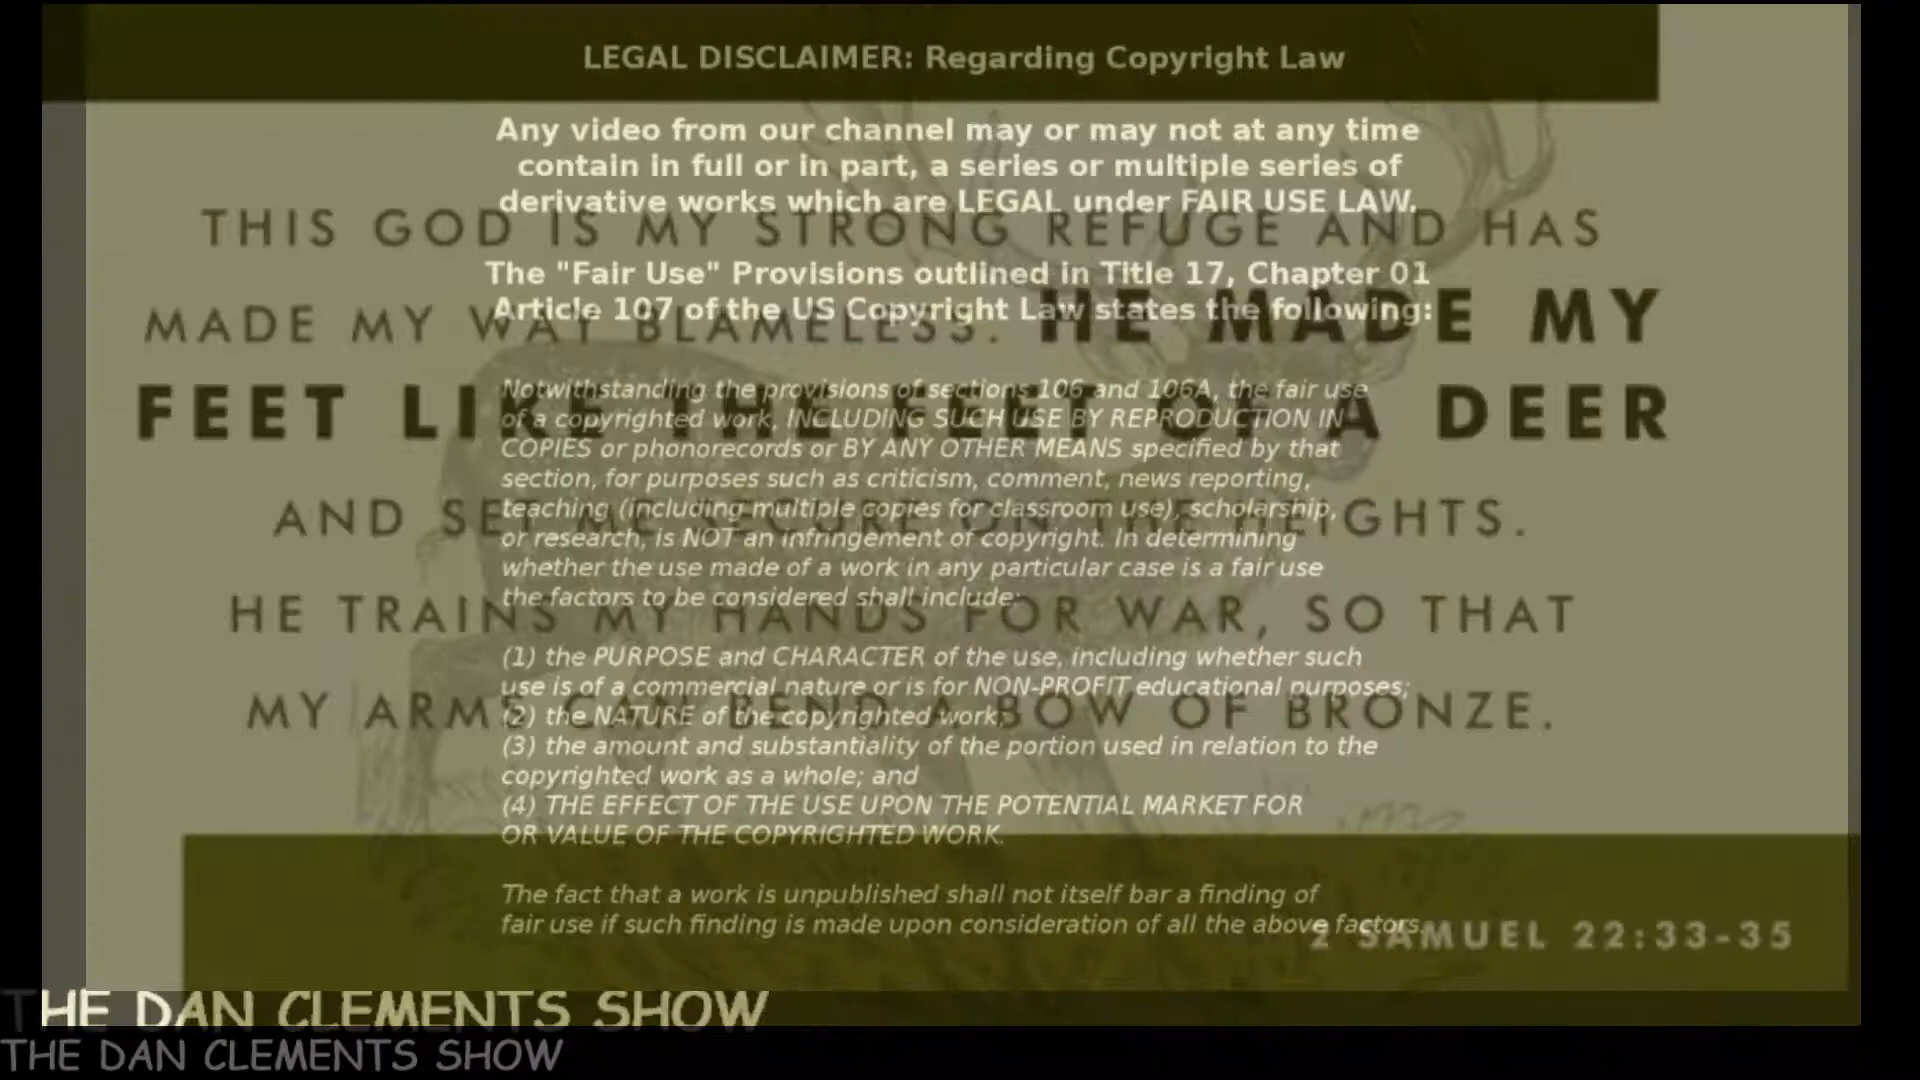 LEGAL DISCLAIMER: Regarding Copyright Law
Any video from our channel may or may not at any time
contain in full or in part, a series or multiple series of
derivative works which are LEGAL under FAIR USE LAW.
THIS GOD IS MY STRONG REFUGE AND HAS
The "Fair Use" Provisions outlined in Title 17, Chapter 01
Article 107 of the US Copyright Law states the following:
MADE MY WAY BLAMELESS. HE MADE MY
Notwithstanding the provisions of sections 106 and 106A, the fair use
of a copyrighted work, INCLUDING SUCH USE BY REPRODUCTION IN
FEET LIKE THE FEET OF A DEER
COPIES or phonorecords or BY ANY OTHER MEANS specified by that
section, for purposes such as criticism, comment, news reporting,
teaching (including multiple copies for classroom use), scholarship,
AND SET ME SECURE ON THE HEIGHTS.
or research, is NOT an infringement of copyright. In determining
whether the use made of a work in any particular case is a fair use
the factors to be considered shall include:
HE TRAINS MY HANDS FOR WAR, SO THAT
(1) the PURPOSE and CHARACTER of the use, including whether such
use is of a commercial nature or is for NON-PROFIT educational purposes;
MY ARMS CAN BEND A BOW OF BRONZE.
(2) the NATURE of the copyrighted work;
(3) the amount and substantiality of the portion used in relation to the
copyrighted work as a whole; and
(4) THE EFFECT OF THE USE UPON THE POTENTIAL MARKET FOR
OR VALUE OF THE COPYRIGHTED WORK.
The fact that a work is unpublished shall not itself bar a finding of
fair use if such finding is made upon consideration of all the above factors.
2 SAMUEL 22:33-35
THE DAN CLEMENTS SHOW
THE DAN CLEMENTS SHOW